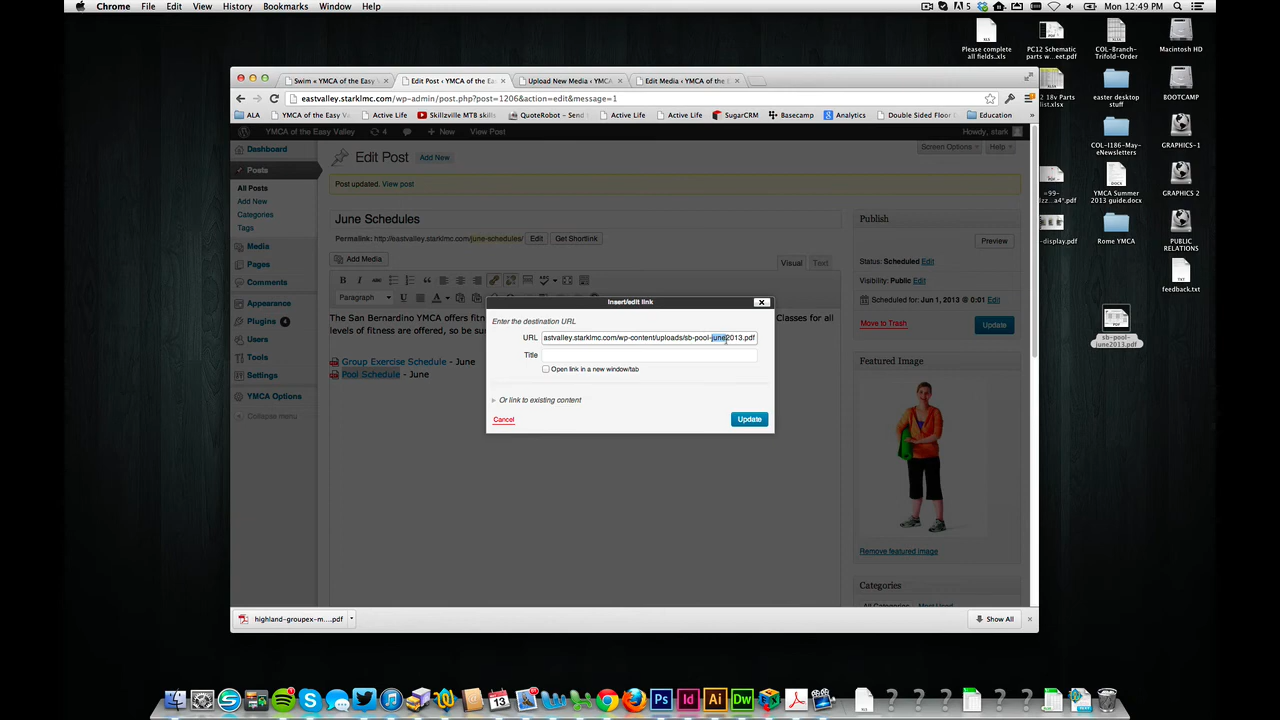 Chrome File Edit View History Bookmarks Window Help
5 Mon 12:49 PM
Please complete all fields..xls
PC12 Schematic parts w...eet.pdf
COL-Branch-Trifold-Order
Macintosh HD
Swim « YMCA of the Easy V
Edit Post ‹ YMCA of the Eas
Upload New Media ‹ YMCA
Edit Media ‹ YMCA of the E
eastvalley.starklmc.com/wp-admin/post.php?post=1206&action=edit&message=1
18v Parts list.xlsx
easter desktop stuff
BOOTCAMP
ALA YMCA of the Easy V Active Life Skillzville MTB skills QuoteRobot - Send Active Life Active Life SugarCRM Basecamp Analytics Double Sided Floor Education »
YMCA of the Easy Valley 4 + New View Post Howdy, stark
COL-I186-May-eNewsletters
GRAPHICS-1
Dashboard
Posts
All Posts
Add New
Categories
Tags
Media
Pages
Comments
Appearance
Plugins 4
Users
Tools
Settings
YMCA Options
Collapse menu
Edit Post Add New
Screen Options Help
Post updated. View post
June Schedules
Permalink: http://eastvalley.starklmc.com/june-schedules/ Edit Get Shortlink
Add Media
Visual Text
Paragraph
The San Bernardino YMCA offers fitn
Classes for all
levels of fitness are offered, so be su
Group Exercise Schedule - June
Pool Schedule - June
Insert/edit link
Enter the destination URL
URL astvalley.starklmc.com/wp-content/uploads/sb-pool-june2013.pdf
Title
Open link in a new window/tab
Or link to existing content
Cancel Update
Publish
Preview
Status: Scheduled Edit
Visibility: Public Edit
Scheduled for: Jun 1, 2013 @ 0:01 Edit
Move to Trash Update
Featured Image
Remove featured image
Categories
All Categories Most Used
YMCA Summer 2013 guide.docx
GRAPHICS 2
-display.pdf
Rome YMCA
PUBLIC RELATIONS
feedback.txt
sb-pool-june2013.pdf
highland-groupex-m....pdf
Show All